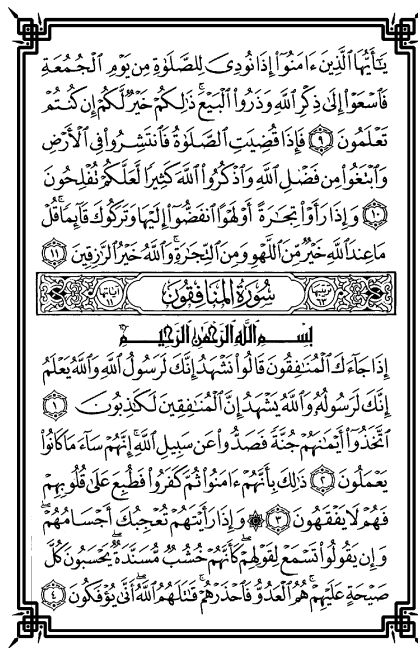 يَٰٓأَيُّهَا ٱلَّذِينَ ءَامَنُوٓا۟ إِذَا نُودِىَ لِلصَّلَوٰةِ مِن يَوْمِ ٱلْجُمُعَةِ
فَٱسْعَوْا۟ إِلَىٰ ذِكْرِ ٱللَّهِ وَذَرُوا۟ ٱلْبَيْعَ ۚ ذَٰلِكُمْ خَيْرٌ لَّكُمْ إِن كُنتُمْ
تَعْلَمُونَ ٩ فَإِذَا قُضِيَتِ ٱلصَّلَوٰةُ فَٱنتَشِرُوا۟ فِى ٱلْأَرْضِ
وَٱبْتَغُوا۟ مِن فَضْلِ ٱللَّهِ وَٱذْكُرُوا۟ ٱللَّهَ كَثِيرًا لَّعَلَّكُمْ تُفْلِحُونَ
١٠ وَإِذَا رَأَوْا۟ تِجَٰرَةً أَوْ لَهْوًا ٱنفَضُّوٓا۟ إِلَيْهَا وَتَرَكُوكَ قَآئِمًا ۚ قُلْ
مَا عِندَ ٱللَّهِ خَيْرٌ مِّنَ ٱللَّهْوِ وَمِنَ ٱلتِّجَٰرَةِ ۚ وَٱللَّهُ خَيْرُ ٱلرَّٰزِقِينَ ١١
سُورَةُ المُنَافِقُونَ
بِسْمِ ٱللَّهِ ٱلرَّحْمَٰنِ ٱلرَّحِيمِ
إِذَا جَآءَكَ ٱلْمُنَٰفِقُونَ قَالُوا۟ نَشْهَدُ إِنَّكَ لَرَسُولُ ٱللَّهِ ۗ وَٱللَّهُ يَعْلَمُ
إِنَّكَ لَرَسُولُهُۥ وَٱللَّهُ يَشْهَدُ إِنَّ ٱلْمُنَٰفِقِينَ لَكَٰذِبُونَ ١
ٱتَّخَذُوٓا۟ أَيْمَٰنَهُمْ جُنَّةً فَصَدُّوا۟ عَن سَبِيلِ ٱللَّهِ ۚ إِنَّهُمْ سَآءَ مَا كَانُوا۟
يَعْمَلُونَ ٢ ذَٰلِكَ بِأَنَّهُمْ ءَامَنُوا۟ ثُمَّ كَفَرُوا۟ فَطُبِعَ عَلَىٰ قُلُوبِهِمْ
فَهُمْ لَا يَفْقَهُونَ ٣ ۞ وَإِذَا رَأَيْتَهُمْ تُعْجِبُكَ أَجْسَامُهُمْ ۖ
وَإِن يَقُولُوا۟ تَسْمَعْ لِقَوْلِهِمْ ۖ كَأَنَّهُمْ خُشُبٌ مُّسَنَّدَةٌ ۖ يَحْسَبُونَ كُلَّ
صَيْحَةٍ عَلَيْهِمْ ۚ هُمُ ٱلْعَدُوُّ فَٱحْذَرْهُمْ ۚ قَٰتَلَهُمُ ٱللَّهُ ۖ أَنَّىٰ يُؤْفَكُونَ ٤